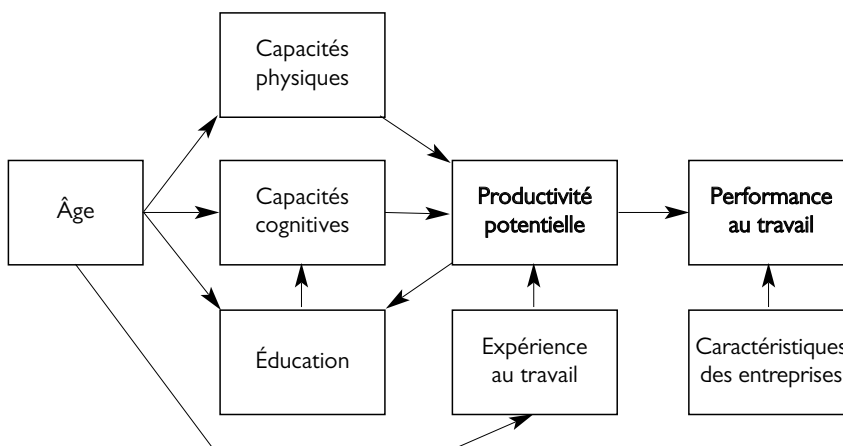 Capacités
physiques
Âge
Capacités
cognitives
Productivité
potentielle
Performance
au travail
Éducation
Expérience
au travail
Caractéristiques
des entreprises